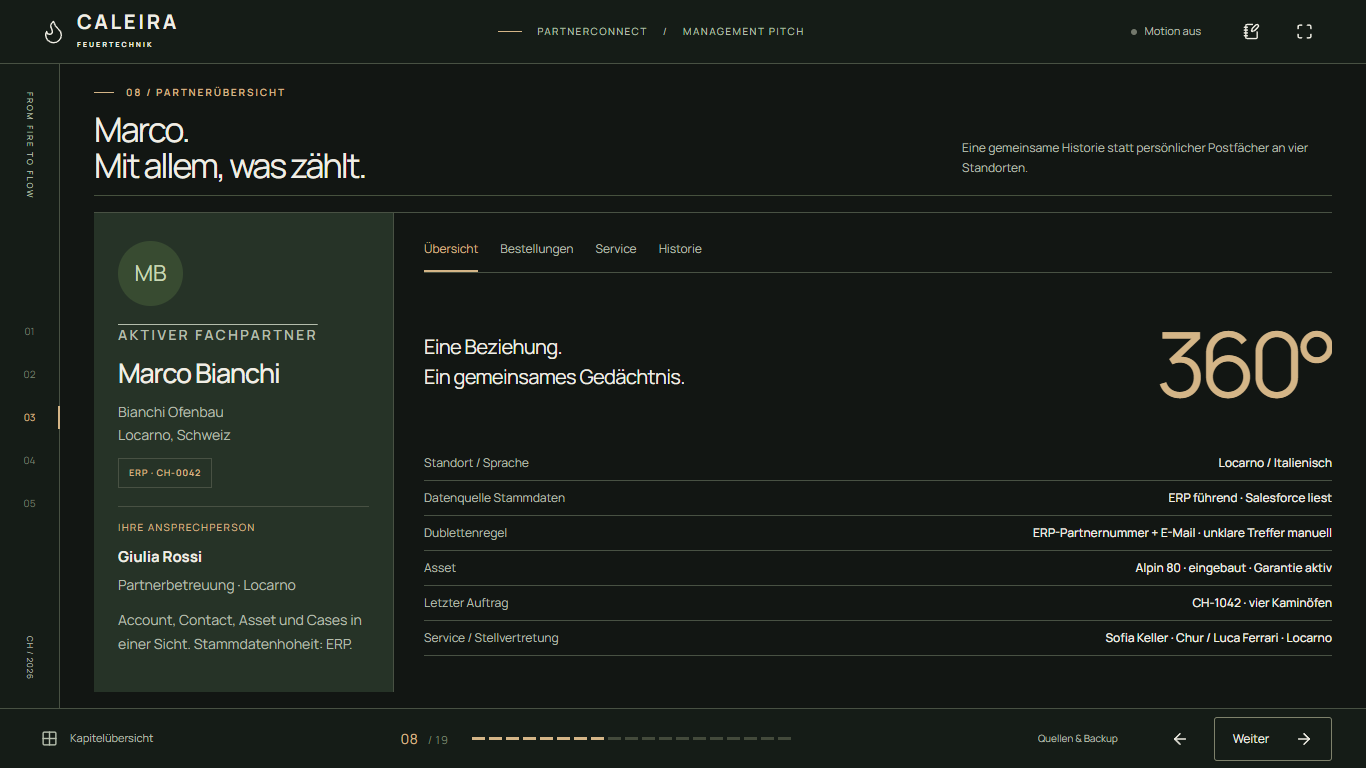 CALEIRA
FEUERTECHNIK
PARTNERCONNECT / MANAGEMENT PITCH
Motion aus
FROM FIRE TO FLOW
01
02
03
04
05
CH / 2026
08 / PARTNERÜBERSICHT
Marco.
Mit allem, was zählt.
Eine gemeinsame Historie statt persönlicher Postfächer an vier
Standorten.
MB
AKTIVER FACHPARTNER
Marco Bianchi
Bianchi Ofenbau
Locarno, Schweiz
ERP · CH-0042
IHRE ANSPRECHPERSON
Giulia Rossi
Partnerbetreuung · Locarno
Account, Contact, Asset und Cases in
einer Sicht. Stammdatenhoheit: ERP.
Übersicht Bestellungen Service Historie
Eine Beziehung.
Ein gemeinsames Gedächtnis.
360°
Standort / Sprache Locarno / Italienisch
Datenquelle Stammdaten ERP führend · Salesforce liest
Dublettenregel ERP-Partnernummer + E-Mail · unklare Treffer manuell
Asset Alpin 80 · eingebaut · Garantie aktiv
Letzter Auftrag CH-1042 · vier Kaminöfen
Service / Stellvertretung Sofia Keller · Chur / Luca Ferrari · Locarno
Kapitelübersicht
08 / 19
Quellen & Backup
Weiter